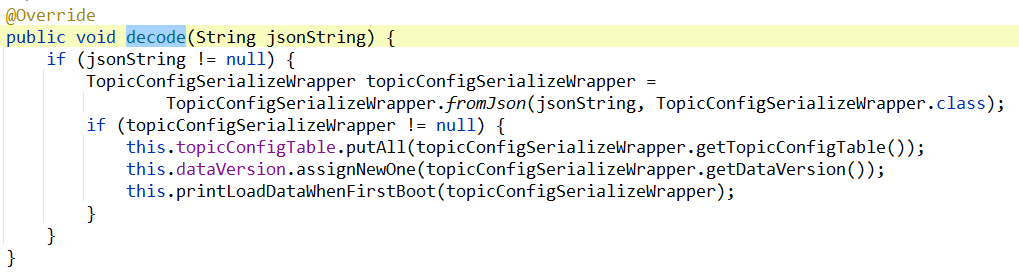 @Override
public void decode(String jsonString) {
    if (jsonString != null) {
        TopicConfigSerializeWrapper topicConfigSerializeWrapper =
                TopicConfigSerializeWrapper.fromJson(jsonString, TopicConfigSerializeWrapper.class);
        if (topicConfigSerializeWrapper != null) {
            this.topicConfigTable.putAll(topicConfigSerializeWrapper.getTopicConfigTable());
            this.dataVersion.assignNewOne(topicConfigSerializeWrapper.getDataVersion());
            this.printLoadDataWhenFirstBoot(topicConfigSerializeWrapper);
        }
    }
}